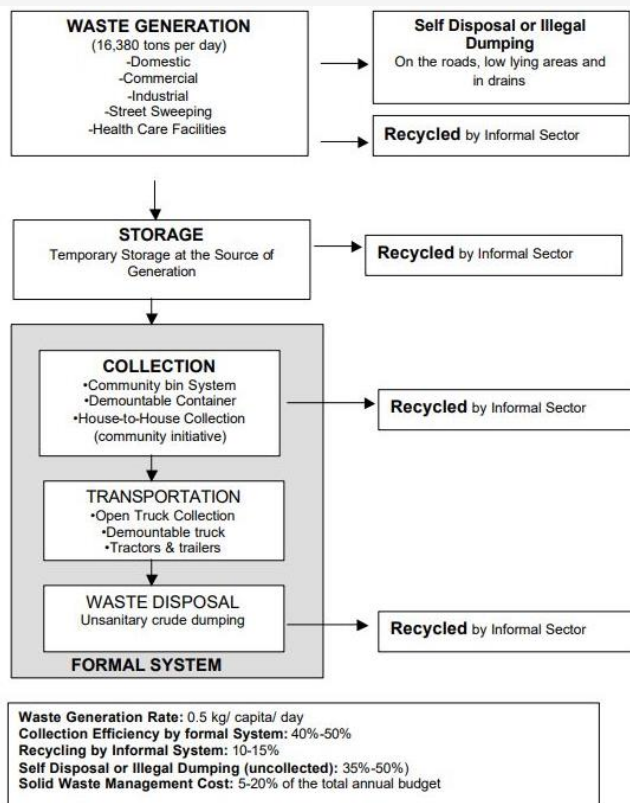 WASTE GENERATION
(16,380 tons per day)
-Domestic
-Commercial
-Industrial
-Street Sweeping
-Health Care Facilities
Self Disposal or Illegal
Dumping
On the roads, low lying areas and
in drains
Recycled by Informal Sector
STORAGE
Temporary Storage at the Source of
Generation
Recycled by Informal Sector
COLLECTION
•Community bin System
•Demountable Container
•House-to-House Collection
(community initiative)
Recycled by Informal Sector
TRANSPORTATION
•Open Truck Collection
•Demountable truck
•Tractors & trailers
WASTE DISPOSAL
Unsanitary crude dumping
Recycled by Informal Sector
FORMAL SYSTEM
Waste Generation Rate: 0.5 kg/ capita/ day
Collection Efficiency by formal System: 40%-50%
Recycling by Informal System: 10-15%
Self Disposal or Illegal Dumping (uncollected): 35%-50%)
Solid Waste Management Cost: 5-20% of the total annual budget